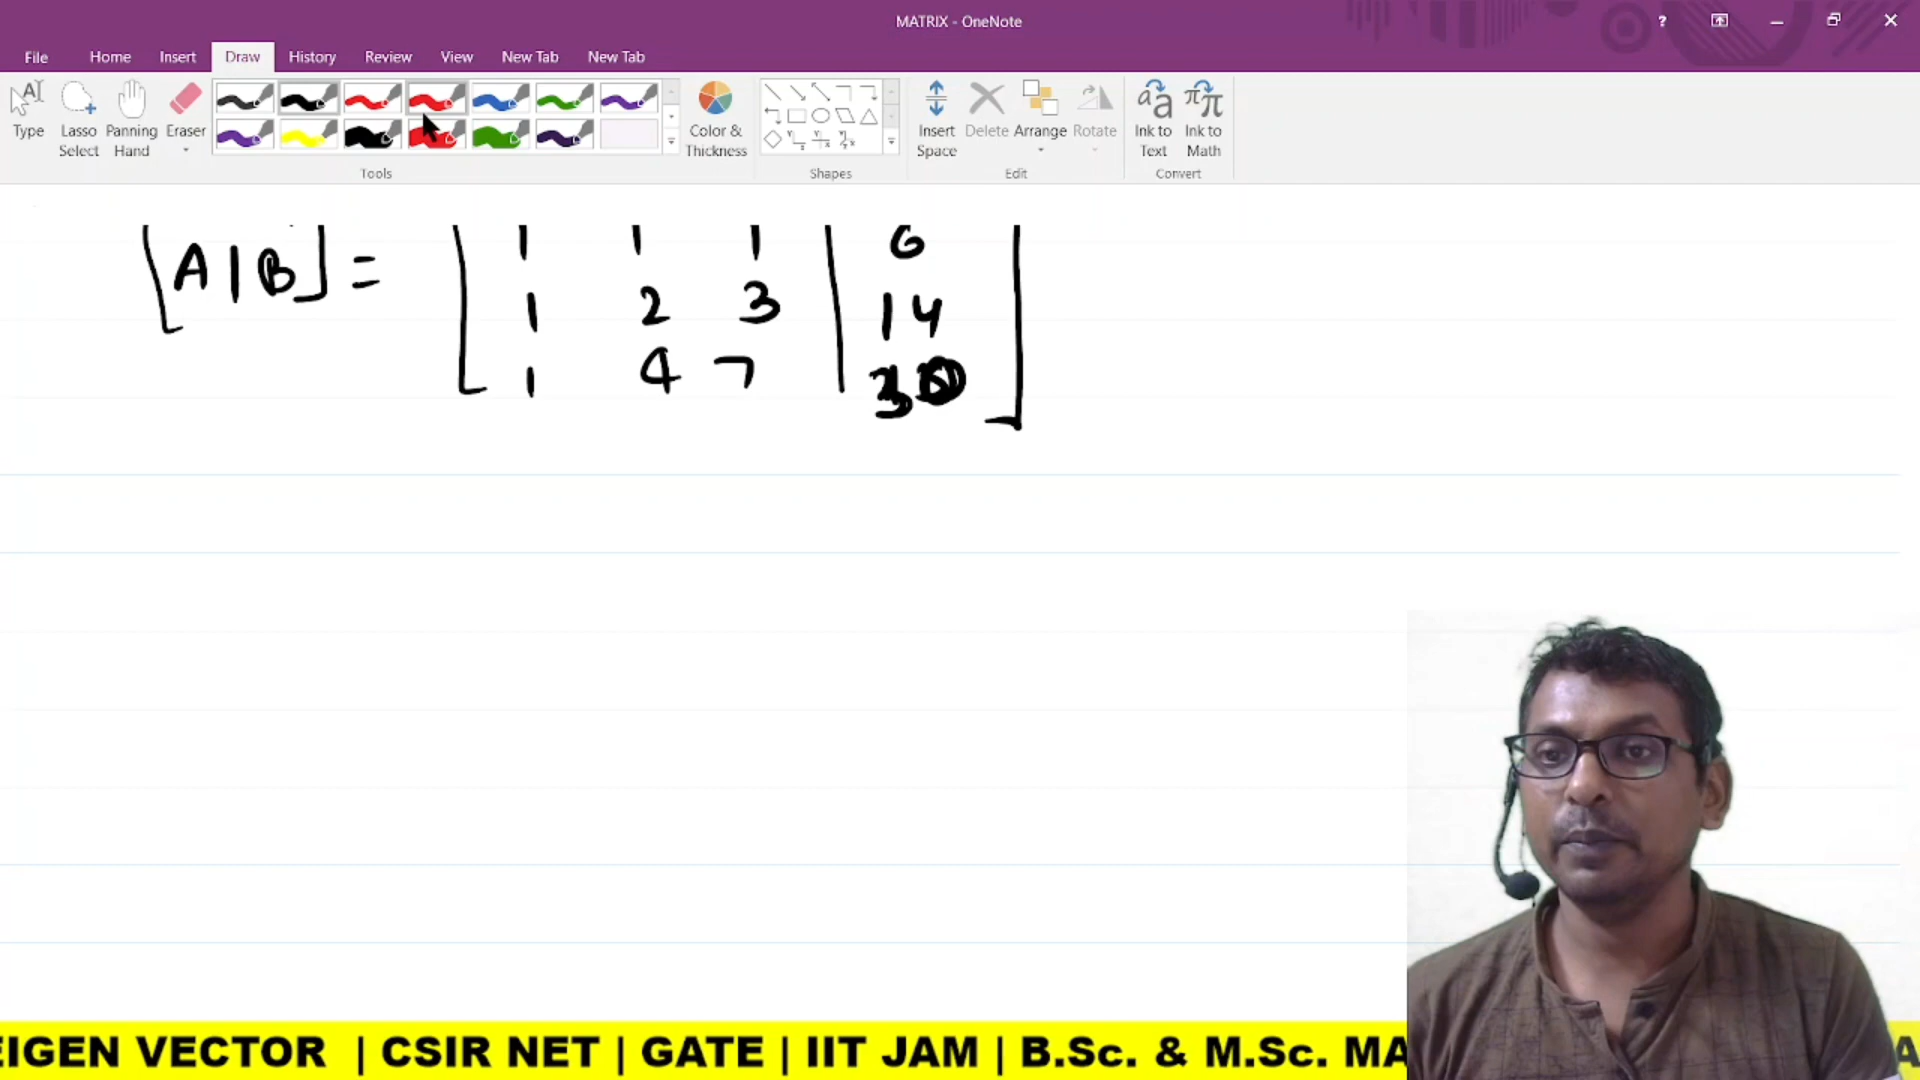 MATRIX - OneNote
?
File Home Insert Draw History Review View New Tab New Tab
Type
Lasso Select
Panning Hand
Eraser
Color & Thickness
Insert Space
Delete
Arrange
Rotate
Ink to Text
Ink to Math
Tools
Shapes
Edit
Convert
[A|B] =
1 1 1 | 6
1 2 3 | 14
1 4 7 | 30
EIGEN VECTOR | CSIR NET | GATE | IIT JAM | B.Sc. & M.Sc. MA